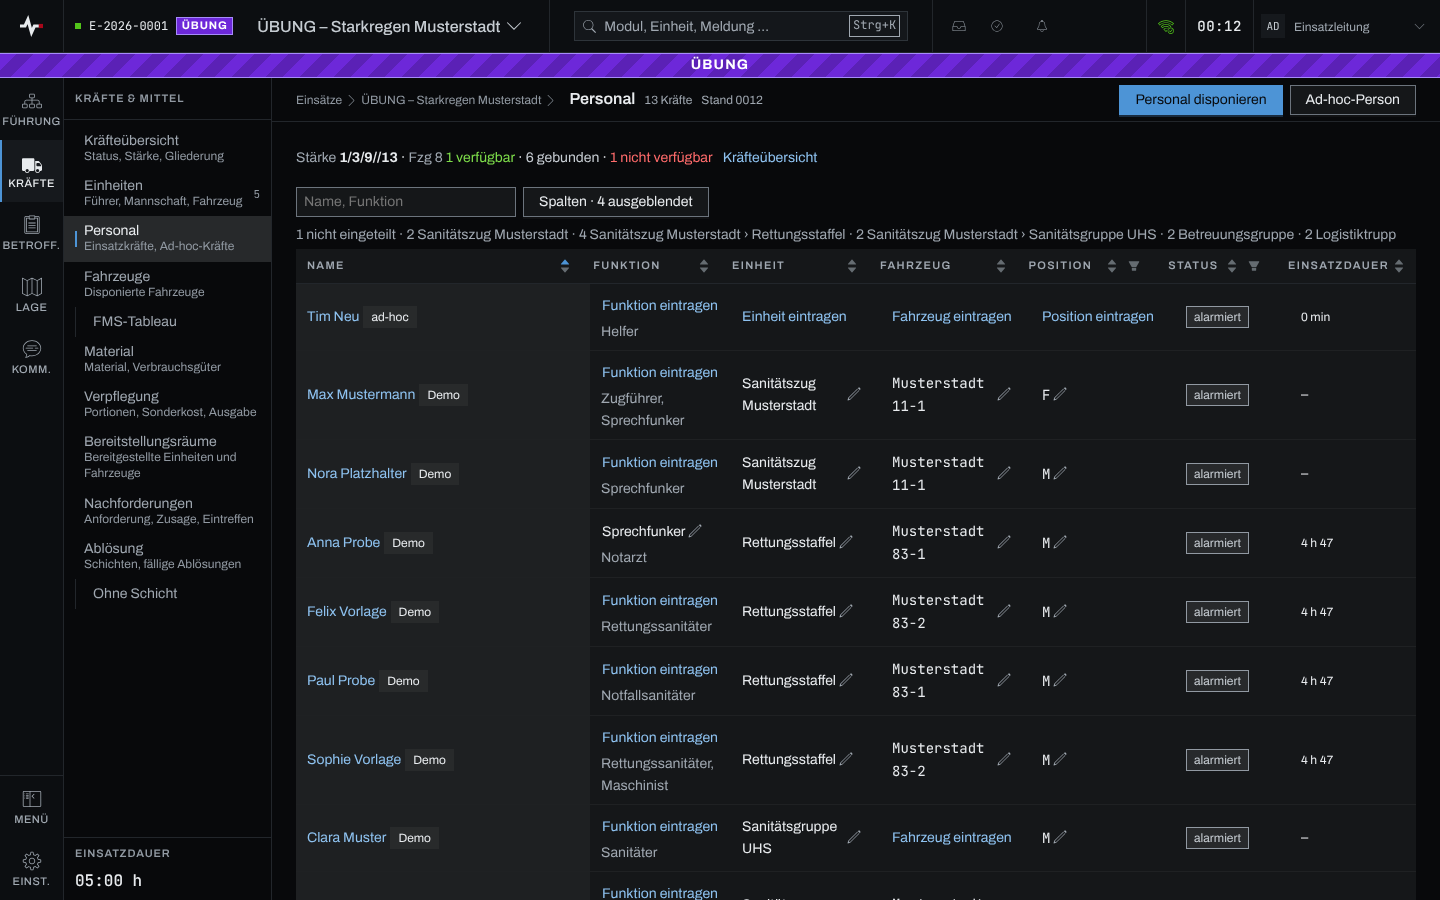 E-2026-0001 ÜBUNG ÜBUNG – Starkregen Musterstadt Modul, Einheit, Meldung ... Strg+K 00:12 AD Einsatzleitung
ÜBUNG
FÜHRUNG
KRÄFTE
BETROFF.
LAGE
KOMM.
MENÜ
EINST.
KRÄFTE & MITTEL
Kräfteübersicht
Status, Stärke, Gliederung
Einheiten
Führer, Mannschaft, Fahrzeug 5
Personal
Einsatzkräfte, Ad-hoc-Kräfte
Fahrzeuge
Disponierte Fahrzeuge
FMS-Tableau
Material
Material, Verbrauchsgüter
Verpflegung
Portionen, Sonderkost, Ausgabe
Bereitstellungsräume
Bereitgestellte Einheiten und
Fahrzeuge
Nachforderungen
Anforderung, Zusage, Eintreffen
Ablösung
Schichten, fällige Ablösungen
Ohne Schicht
EINSATZDAUER
05:00 h
Einsätze ÜBUNG – Starkregen Musterstadt Personal 13 Kräfte Stand 0012 Personal disponieren Ad-hoc-Person
Stärke 1/3/9//13 · Fzg 8 1 verfügbar · 6 gebunden · 1 nicht verfügbar Kräfteübersicht
Name, Funktion Spalten · 4 ausgeblendet
1 nicht eingeteilt · 2 Sanitätszug Musterstadt · 4 Sanitätszug Musterstadt › Rettungsstaffel · 2 Sanitätszug Musterstadt › Sanitätsgruppe UHS · 2 Betreuungsgruppe · 2 Logistiktrupp
NAME FUNKTION EINHEIT FAHRZEUG POSITION STATUS EINSATZDAUER
Funktion eintragen
Tim Neu ad-hoc Einheit eintragen Fahrzeug eintragen Position eintragen alarmiert 0 min
Helfer
Funktion eintragen
Sanitätszug Musterstadt
Max Mustermann Demo Zugführer, F alarmiert –
Musterstadt 11-1
Sprechfunker
Funktion eintragen Sanitätszug Musterstadt
Nora Platzhalter Demo M alarmiert –
Sprechfunker Musterstadt 11-1
Sprechfunker Musterstadt
Anna Probe Demo Rettungsstaffel M alarmiert 4 h 47
Notarzt 83-1
Funktion eintragen Musterstadt
Felix Vorlage Demo Rettungsstaffel M alarmiert 4 h 47
Rettungssanitäter 83-2
Funktion eintragen Musterstadt
Paul Probe Demo Rettungsstaffel M alarmiert 4 h 47
Notfallsanitäter 83-1
Funktion eintragen Musterstadt
Sophie Vorlage Demo Rettungssanitäter, Rettungsstaffel M alarmiert 4 h 47
Maschinist 83-2
Funktion eintragen Sanitätsgruppe
Clara Muster Demo Fahrzeug eintragen M alarmiert –
Sanitäter UHS
Funktion eintragen